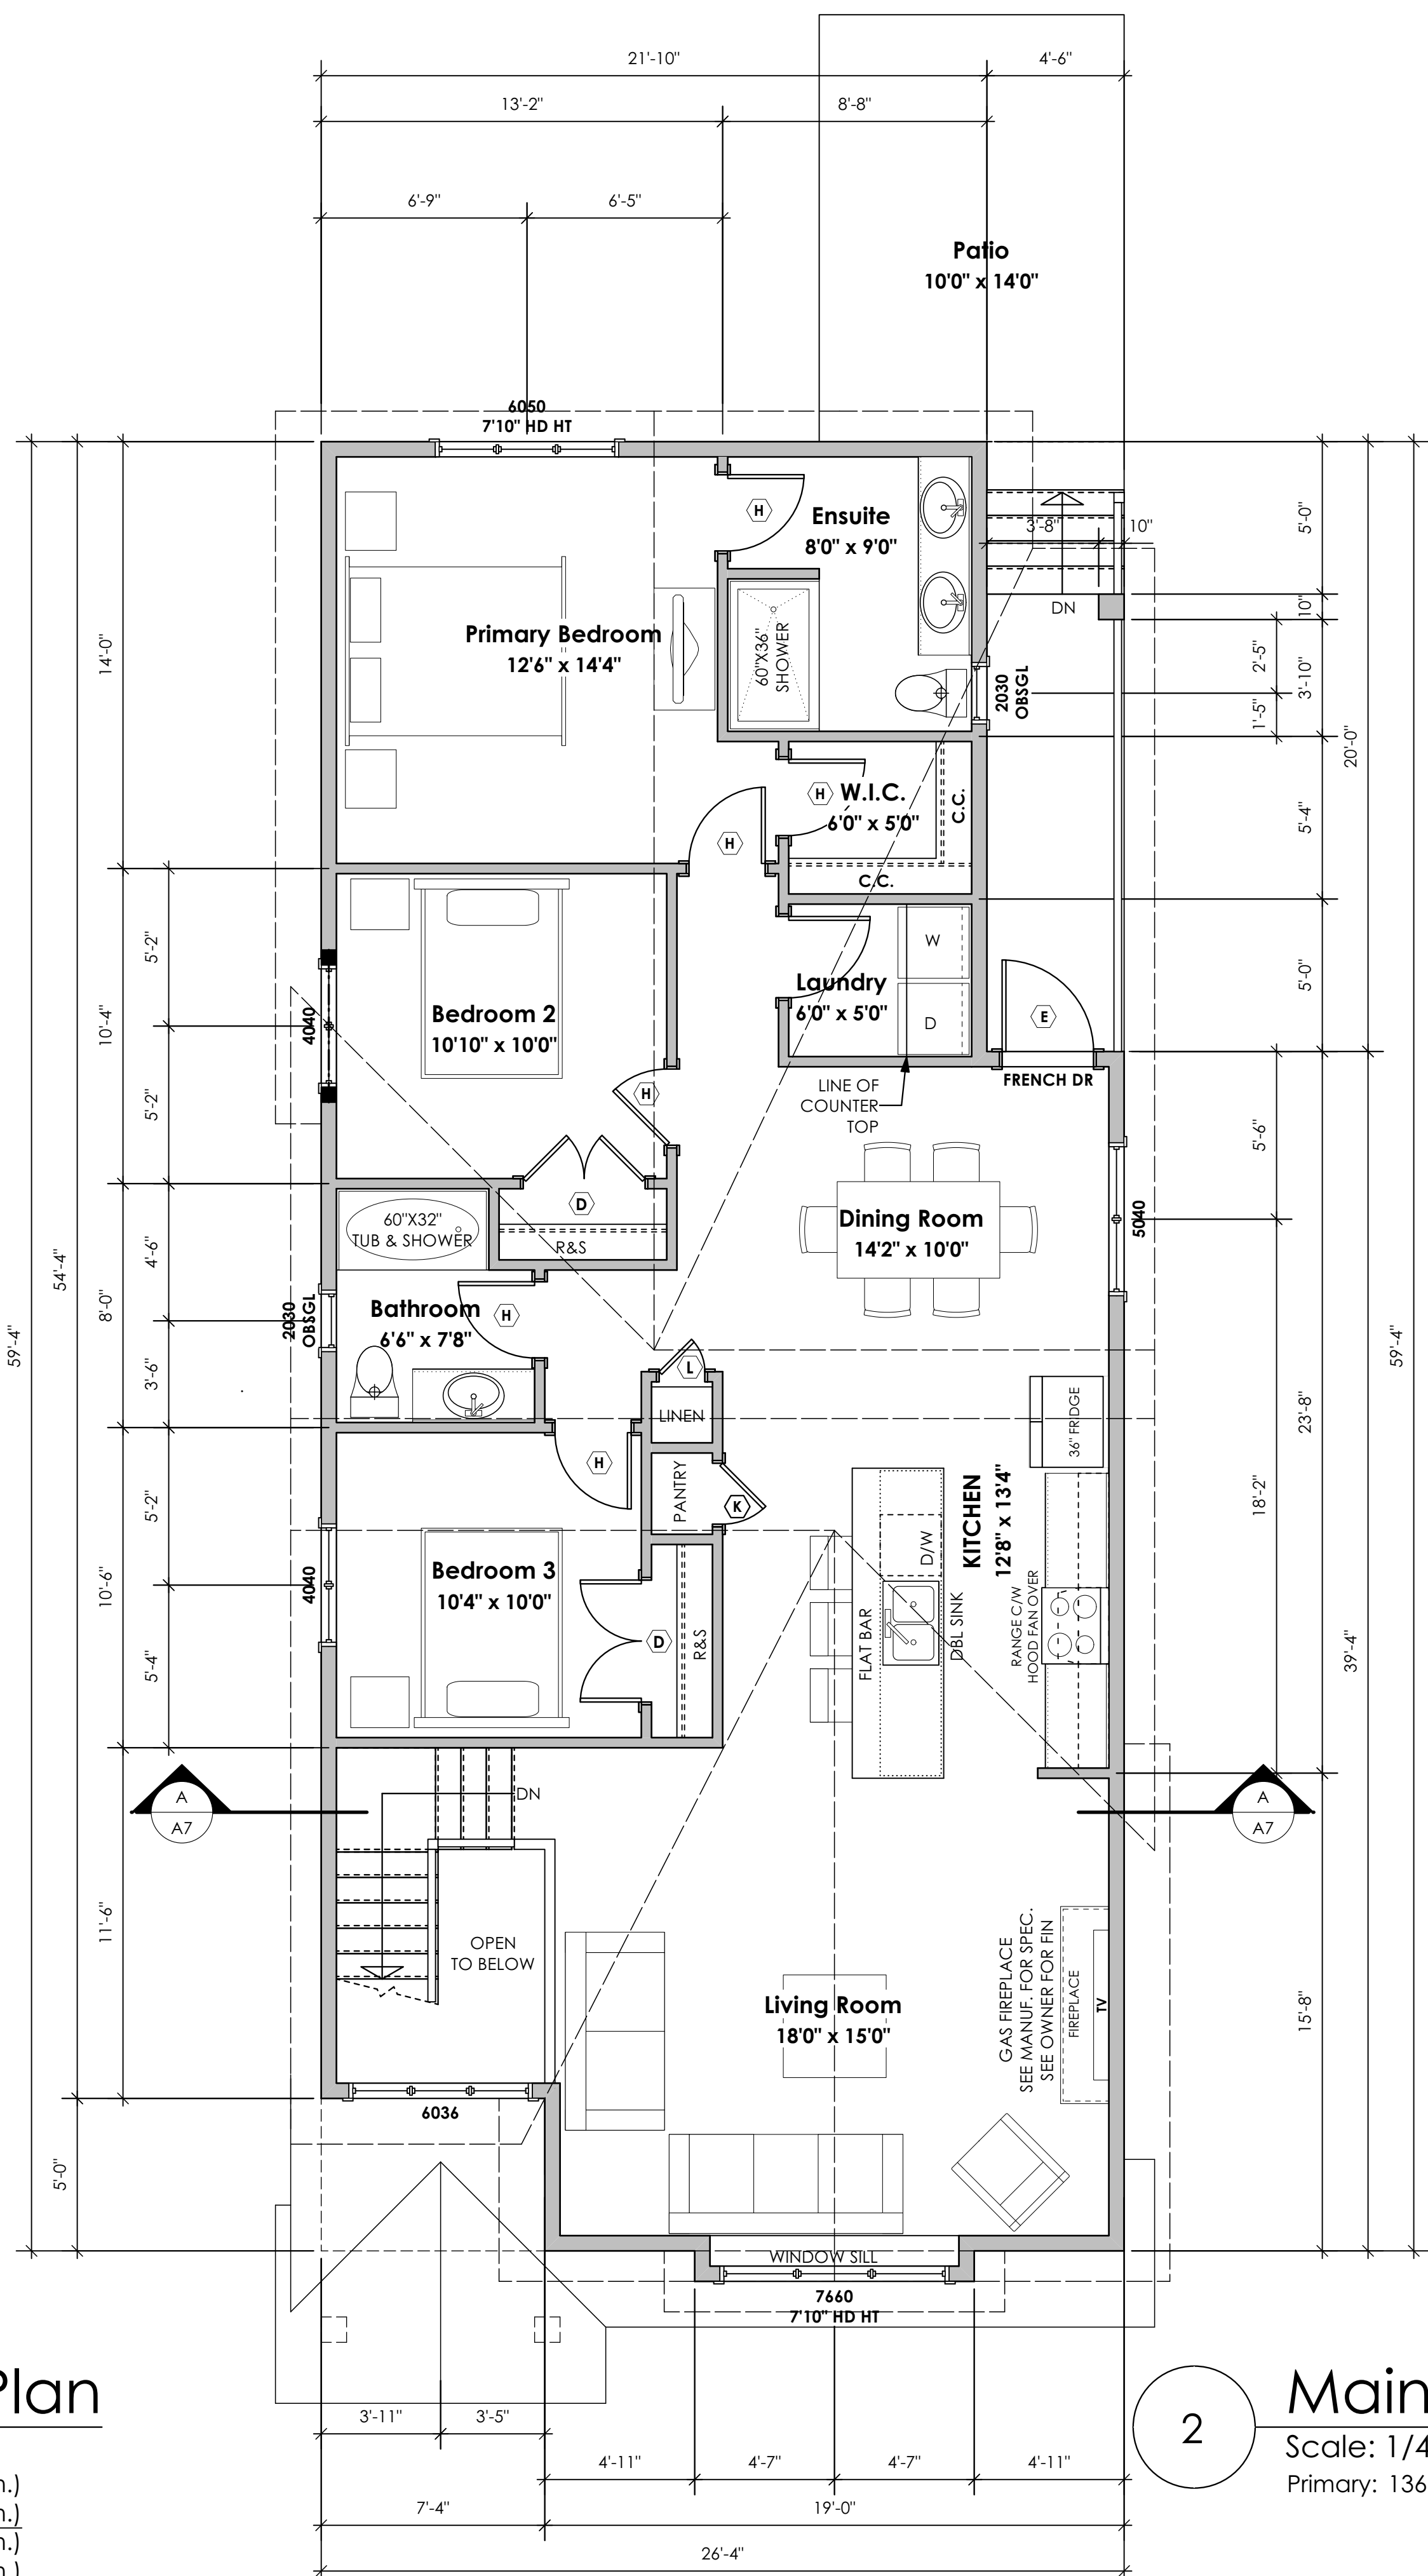 21'-10"
4'-6"
13'-2"
8'-8"
6'-9"
6'-5"
Patio
10'0" x 14'0"
6050
7'10" HD HT
H
Ensuite
8'0" x 9'0"
3'-8"
10"
5'-0"
DN
10"
60"X36"
SHOWER
Primary Bedroom
12'6" x 14'4"
14'-0"
2030
OBSGL
2'-5"
3'-10"
1'-5"
20'-0"
H
W.I.C.
6'0" x 5'0"
C.C.
C.C.
5'-4"
H
5'-2"
W
Laundry
6'0" x 5'0"
D
5'-0"
E
FRENCH DR
Bedroom 2
10'10" x 10'0"
4040
10'-4"
5'-2"
H
LINE OF
COUNTER
TOP
5'-6"
D
R&S
60"X32"
TUB & SHOWER
Dining Room
14'2" x 10'0"
5040
4'-6"
54'-4"
8'-0"
59'-4"
59'-4"
2030
OBSGL
Bathroom
6'6" x 7'8"
H
3'-6"
L
LINEN
36" FRIDGE
23'-8"
H
PANTRY
K
KITCHEN
12'8" x 13'4"
18'-2"
5'-2"
D/W
Bedroom 3
10'4" x 10'0"
4040
10'-6"
D
R&S
FLAT BAR
DBL SINK
RANGE C/W
HOOD FAN OVER
39'-4"
5'-4"
A
A7
DN
A
A7
11'-6"
OPEN
TO BELOW
Living Room
18'0" x 15'0"
GAS FIREPLACE
SEE MANUF. FOR SPEC.
SEE OWNER FOR FIN
FIREPLACE
TV
15'-8"
6036
5'-0"
WINDOW SILL
7660
7'10" HD HT
Plan
2
Main
Scale: 1/4
Primary: 136
3'-11"
3'-5"
4'-11"
4'-7"
4'-7"
4'-11"
7'-4"
19'-0"
26'-4"